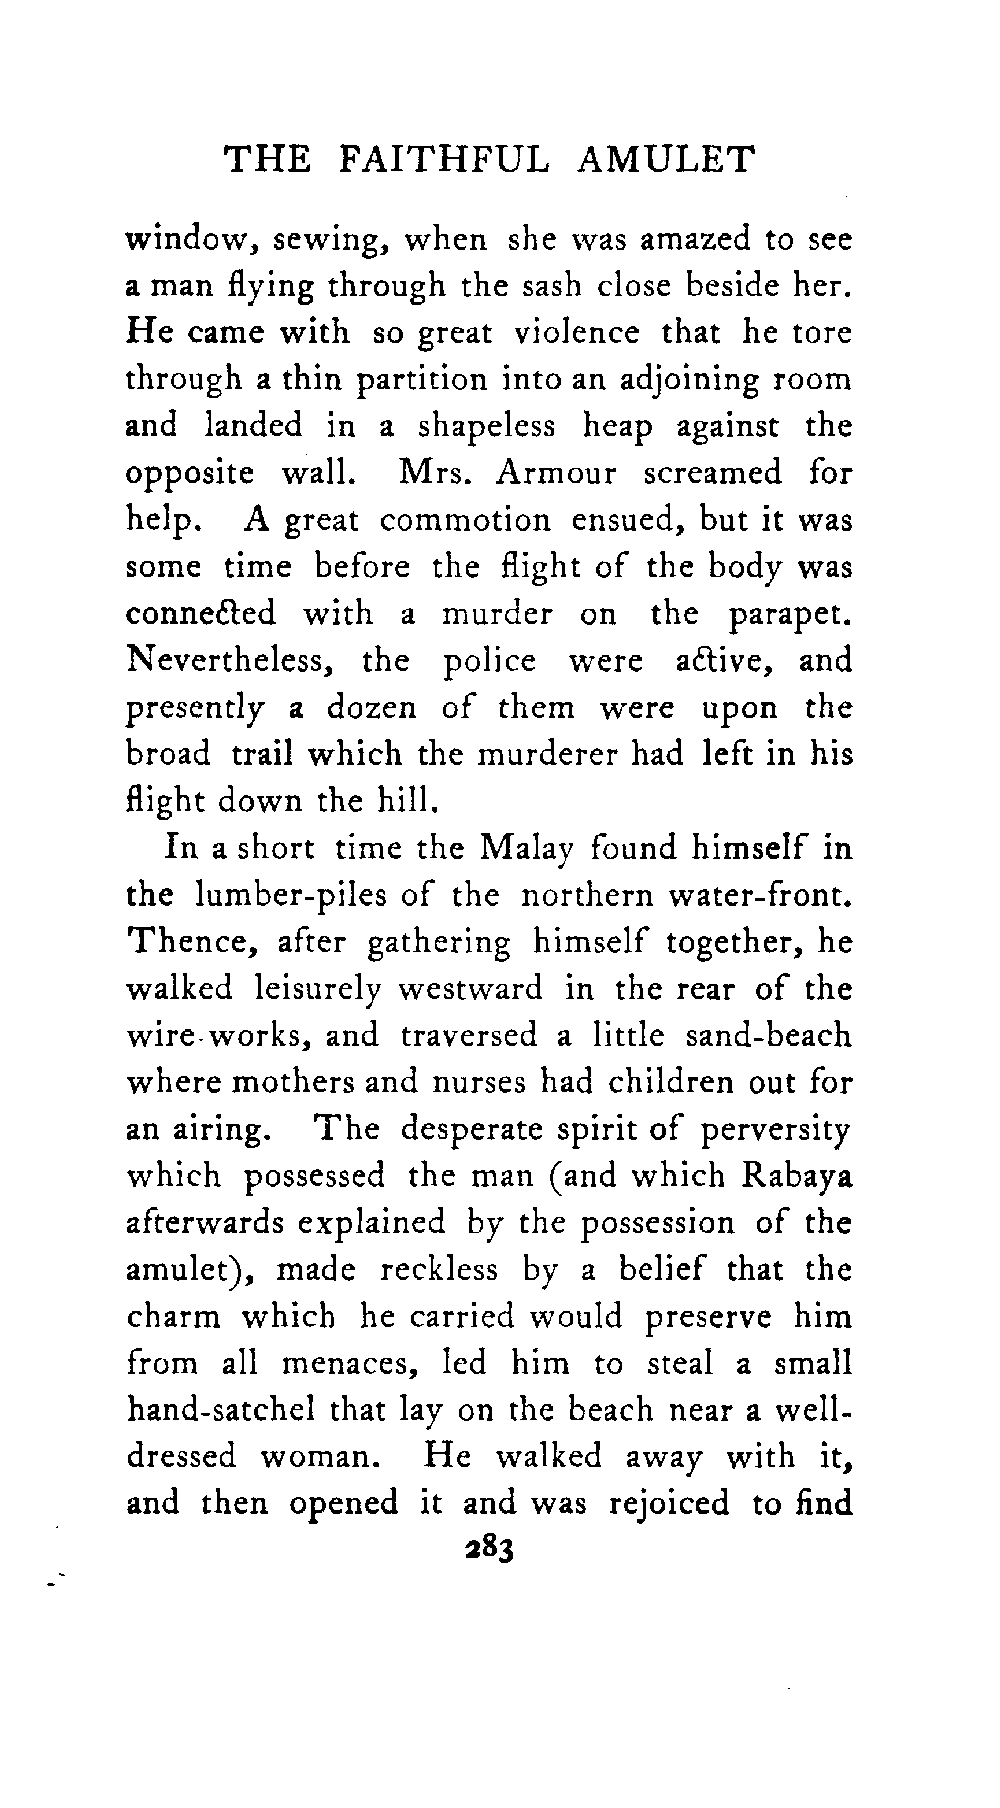 THE FAITHFUL AMULET
window, sewing, when she was amazed to see
a man flying through the sash close beside her.
He came with so great violence that he tore
through a thin partition into an adjoining room
and landed in a shapeless heap against the
opposite wall. Mrs. Armour screamed for
help. A great commotion ensued, but it was
some time before the flight of the body was
connected with a murder on the parapet.
Nevertheless, the police were active, and
presently a dozen of them were upon the
broad trail which the murderer had left in his
flight down the hill.
In a short time the Malay found himself in
the lumber-piles of the northern water-front.
Thence, after gathering himself together, he
walked leisurely westward in the rear of the
wire-works, and traversed a little sand-beach
where mothers and nurses had children out for
an airing. The desperate spirit of perversity
which possessed the man (and which Rabaya
afterwards explained by the possession of the
amulet), made reckless by a belief that the
charm which he carried would preserve him
from all menaces, led him to steal a small
hand-satchel that lay on the beach near a well-
dressed woman. He walked away with it,
and then opened it and was rejoiced to find
283